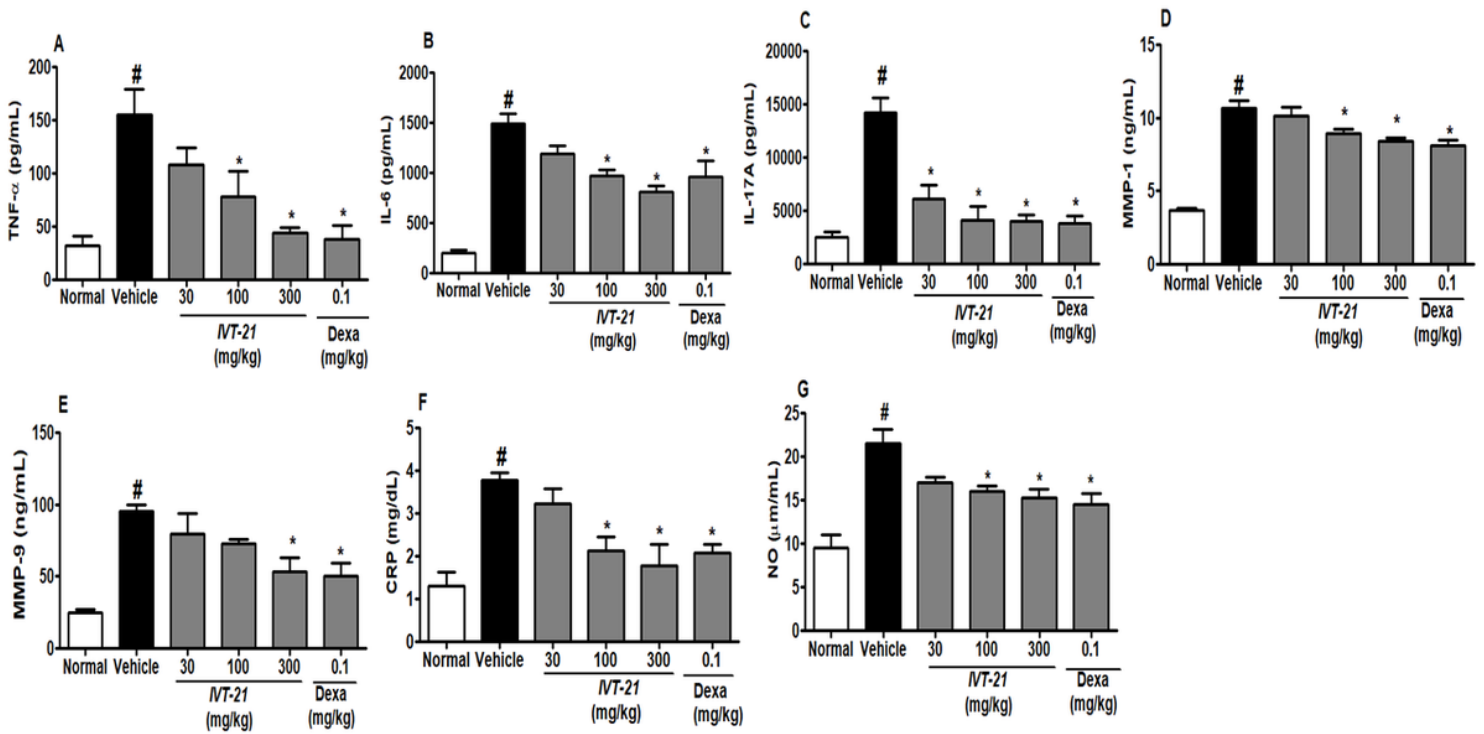 A
TNF-α (pg/mL)
200
150
100
50
0
#
*
*
*
Normal Vehicle 30 100 300 0.1
IVT-21 Dexa
(mg/kg) (mg/kg)
B
IL-6 (pg/mL)
2000
1500
1000
500
0
#
*
*
*
Normal Vehicle 30 100 300 0.1
IVT-21 Dexa
(mg/kg) (mg/kg)
C
IL-17A (pg/mL)
20000
15000
10000
5000
0
#
*
*
*
*
Normal Vehicle 30 100 300 0.1
IVT-21 Dexa
(mg/kg) (mg/kg)
D
MMP-1 (ng/mL)
15
10
5
0
#
*
*
*
Normal Vehicle 30 100 300 0.1
IVT-21 Dexa
(mg/kg) (mg/kg)
E
MMP-9 (ng/mL)
150
100
50
0
#
*
*
Normal Vehicle 30 100 300 0.1
IVT-21 Dexa
(mg/kg) (mg/kg)
F
CRP (mg/dL)
5
4
3
2
1
0
#
*
*
*
Normal Vehicle 30 100 300 0.1
IVT-21 Dexa
(mg/kg) (mg/kg)
G
NO (μm/mL)
25
20
15
10
5
0
#
*
*
*
Normal Vehicle 30 100 300 0.1
IVT-21 Dexa
(mg/kg) (mg/kg)